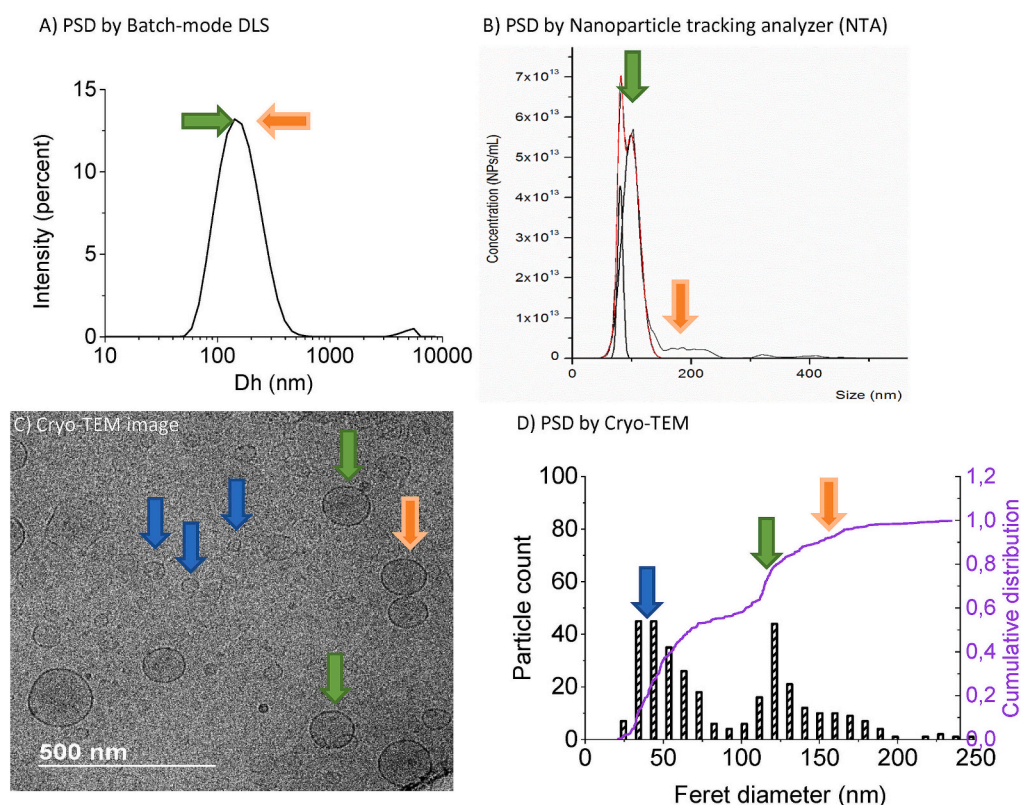 A) PSD by Batch-mode DLS
15
10
5
0
Intensity (percent)
10
100
1000
10000
Dh (nm)
B) PSD by Nanoparticle tracking analyzer (NTA)
7x10¹³
6x10¹³
5x10¹³
4x10¹³
3x10¹³
2x10¹³
1x10¹³
0
Concentration (NPs/mL)
0
200
400
Size (nm)
C) Cryo-TEM image
500 nm
D) PSD by Cryo-TEM
100
80
60
40
20
0
Particle count
0
50
100
150
200
250
Feret diameter (nm)
1,2
1,0
0,8
0,6
0,4
0,2
0,0
Cumulative distribution